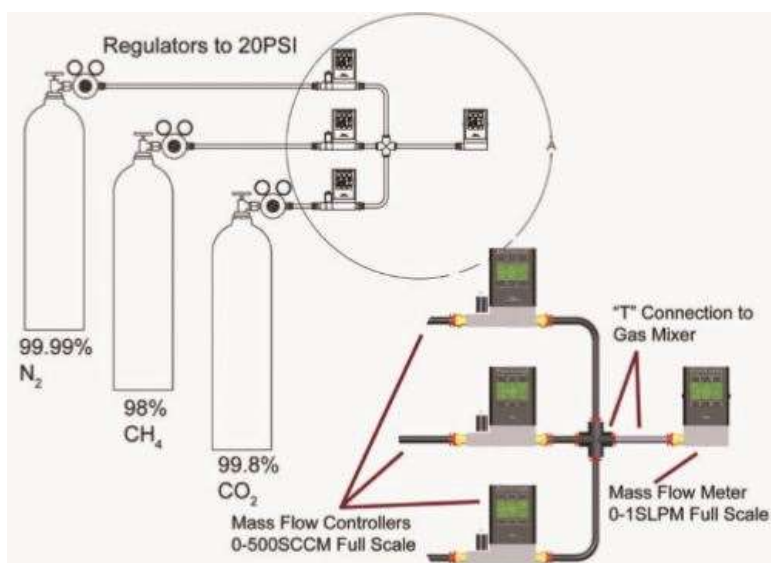 Regulators to 20PSI
A
99.99%
N₂
98%
CH₄
99.8%
CO₂
"T" Connection to
Gas Mixer
Mass Flow Controllers
0-500SCCM Full Scale
Mass Flow Meter
0-1SLPM Full Scale